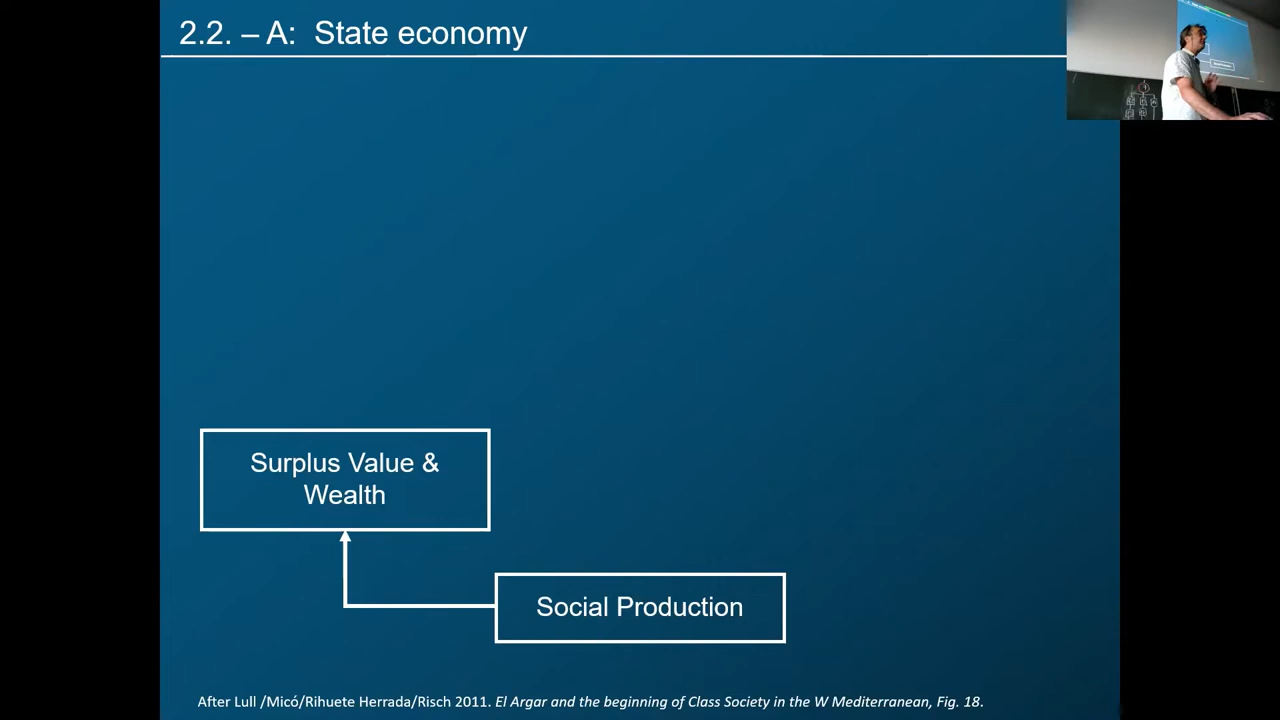 2.2. – A: State economy
Surplus Value &
Wealth
Social Production
After Lull /Micó/Rihuete Herrada/Risch 2011. El Argar and the beginning of Class Society in the W Mediterranean, Fig. 18.